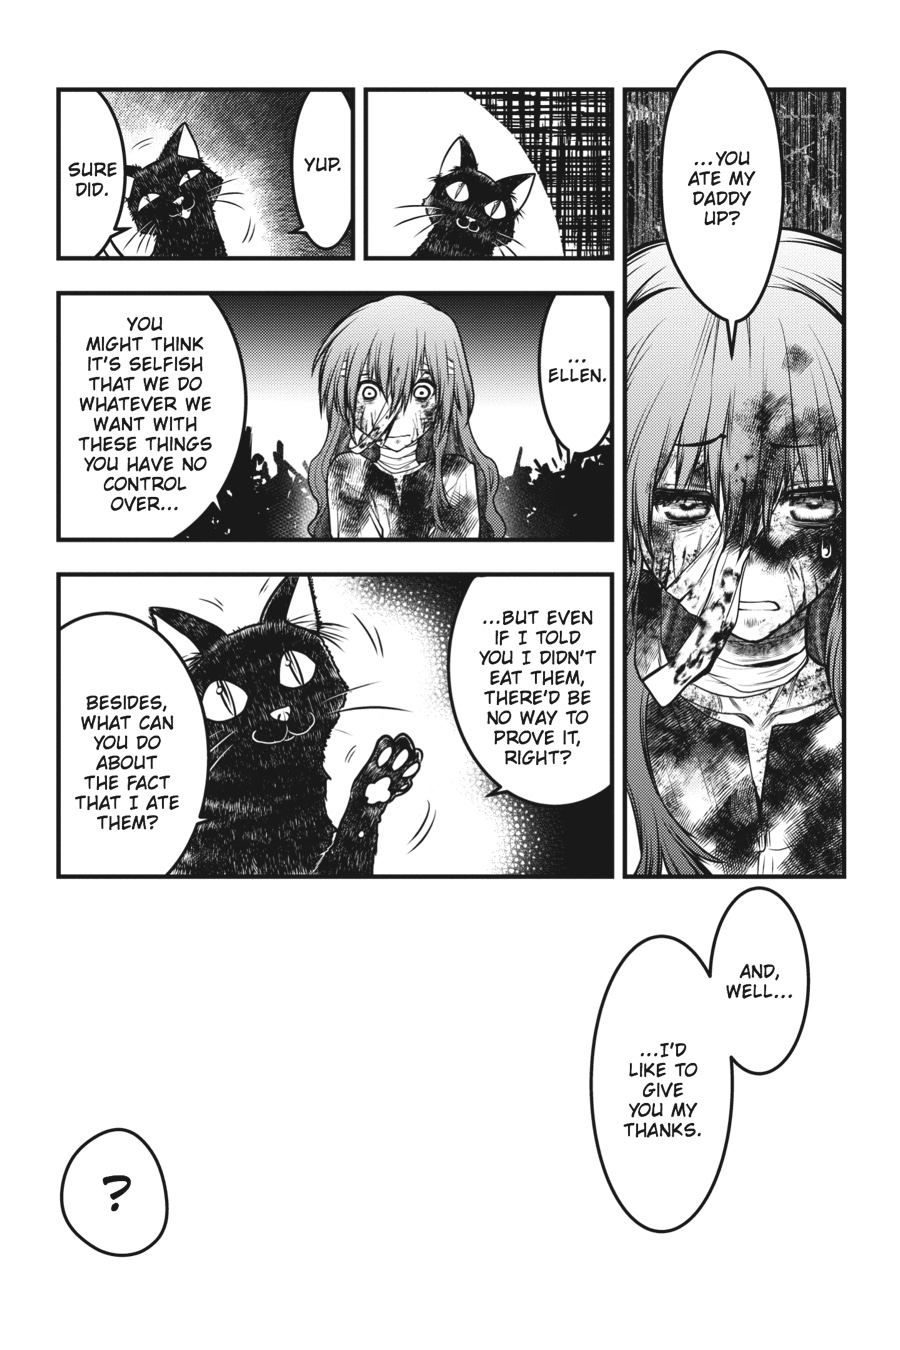 ...YOU
ATE MY
DADDY
UP?
YUP.
SURE
DID.
...
ELLEN.
YOU
MIGHT THINK
IT'S SELFISH
THAT WE DO
WHATEVER WE
WANT WITH
THESE THINGS
YOU HAVE NO
CONTROL
OVER...
...BUT EVEN
IF I TOLD
YOU I DIDN'T
EAT THEM,
THERE'D BE
NO WAY TO
PROVE IT,
RIGHT?
BESIDES,
WHAT CAN
YOU DO
ABOUT
THE FACT
THAT I ATE
THEM?
AND,
WELL...
...I'D
LIKE TO
GIVE
YOU MY
THANKS.
?